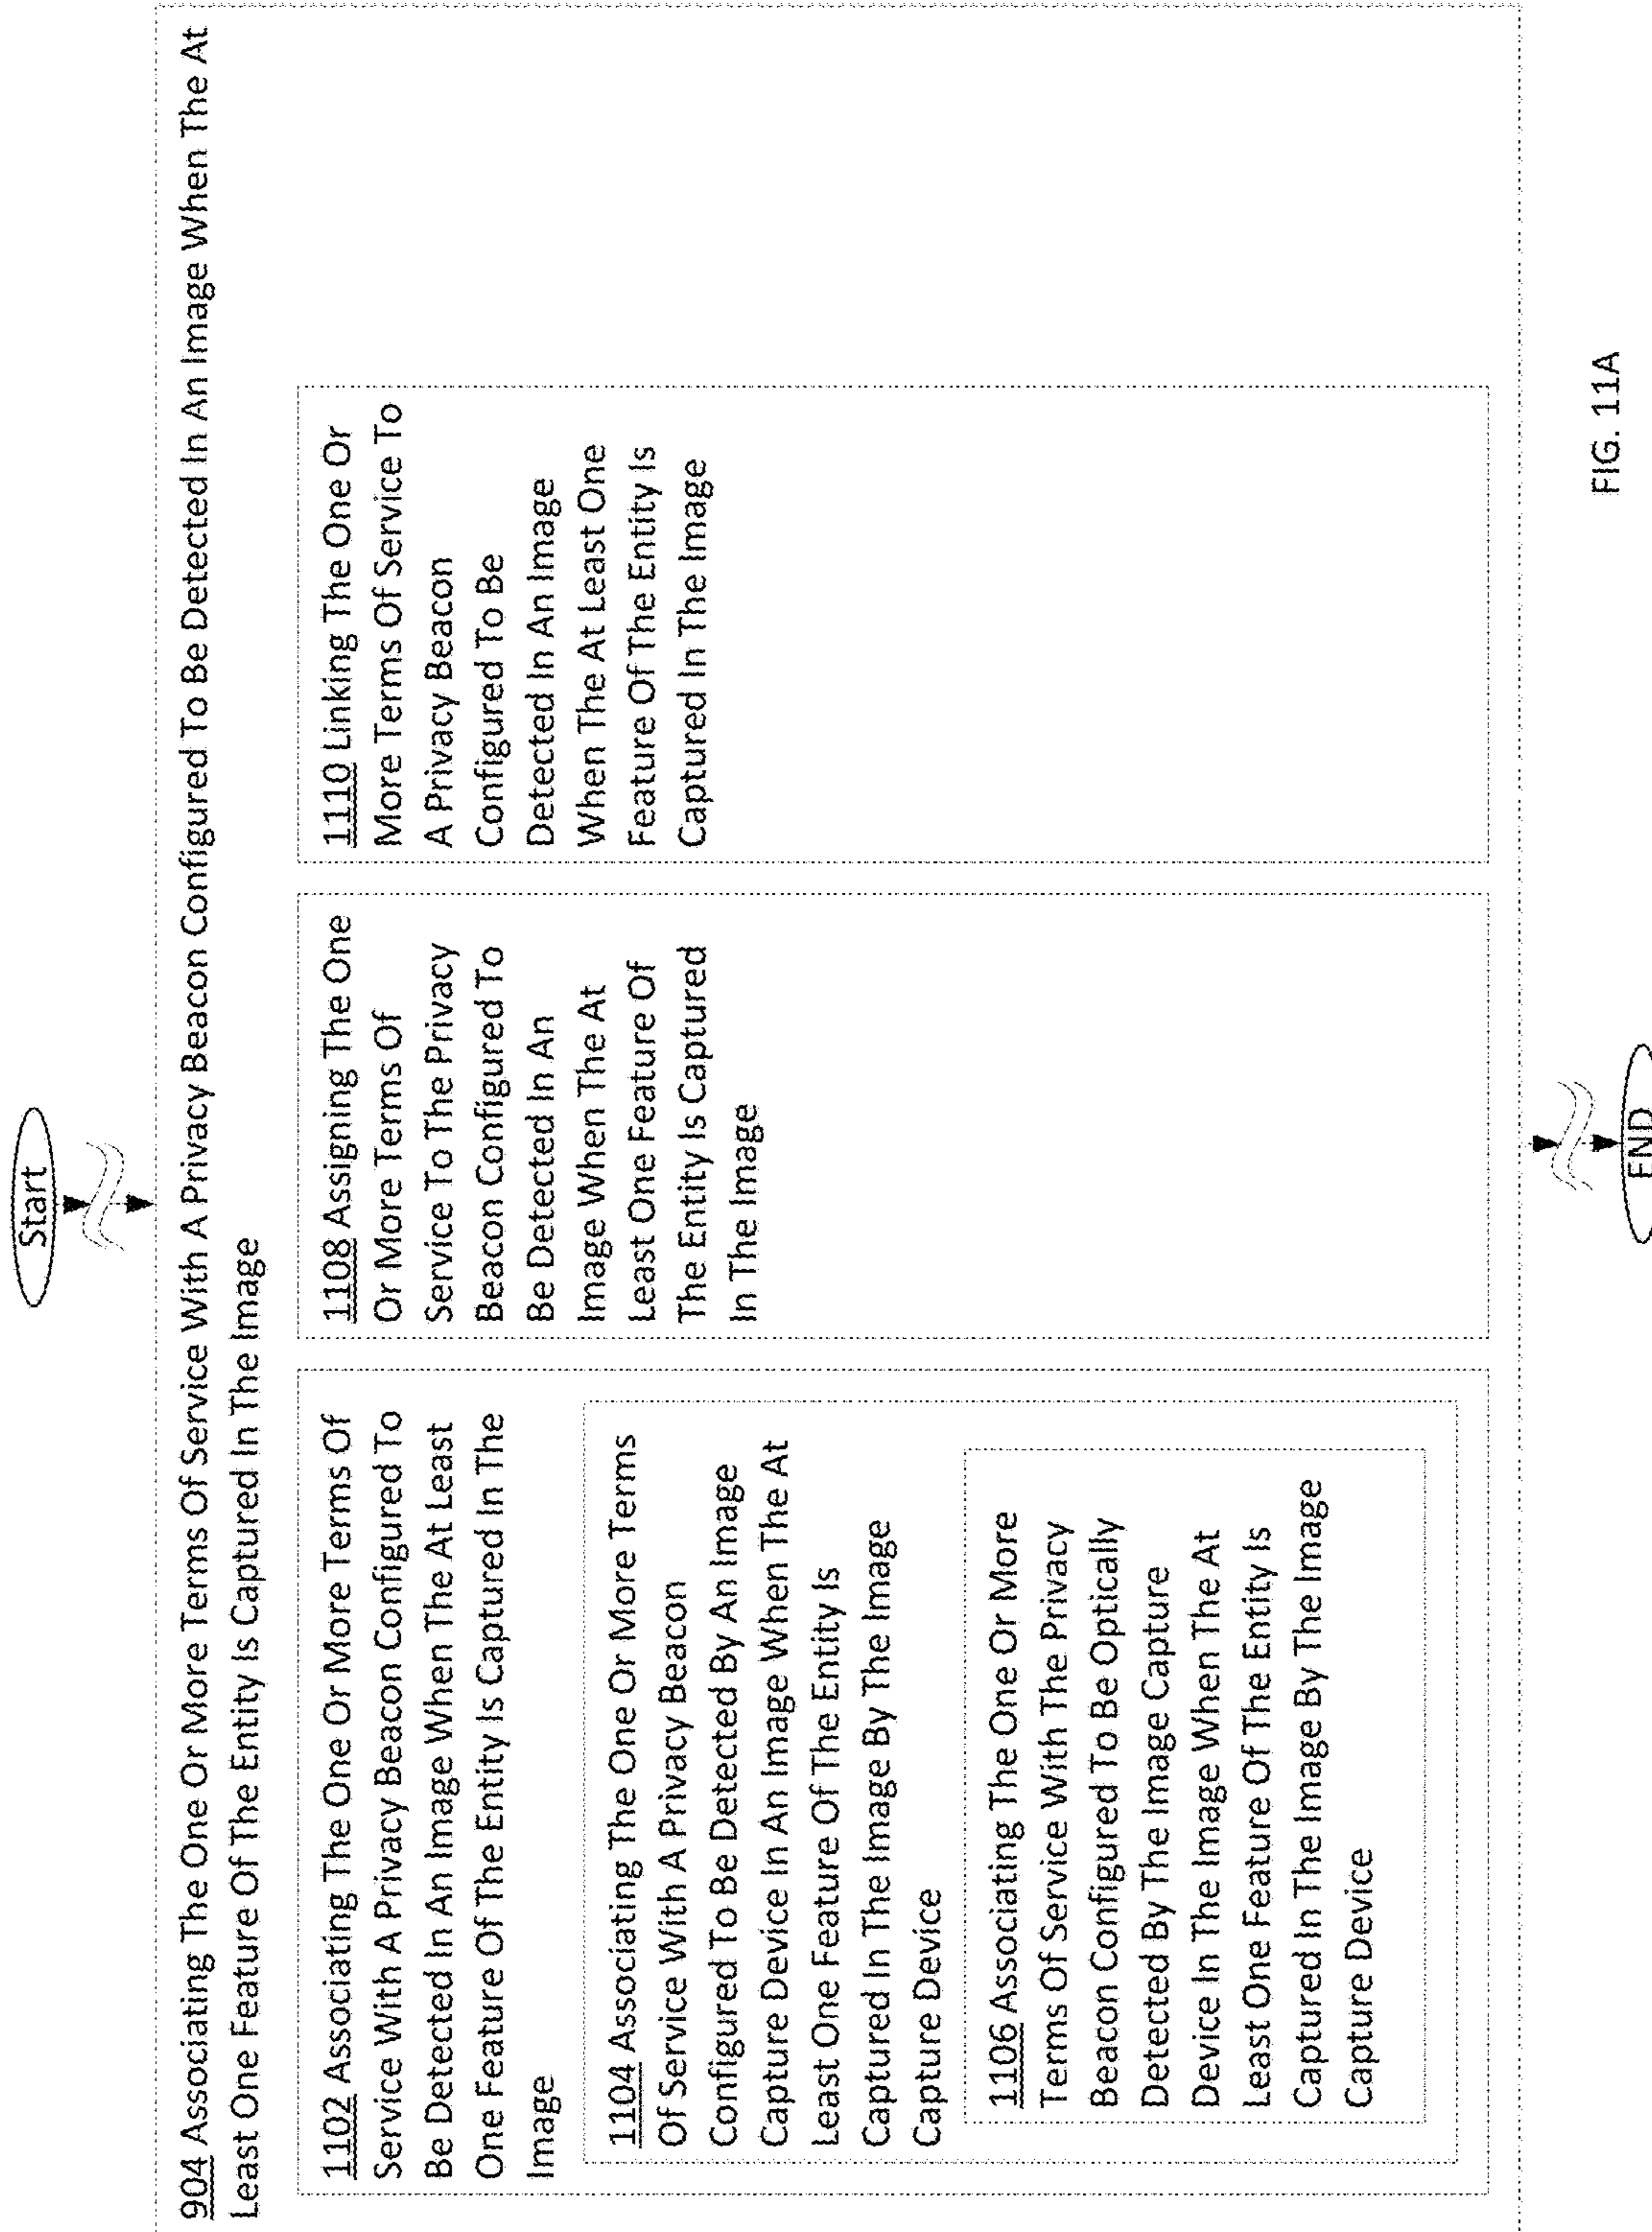 Start
904 Associating The One Or More Terms Of Service With A Privacy Beacon Configured To Be Detected In An Image When The At
Least One Feature Of The Entity Is Captured In The Image
1102 Associating The One Or More Terms Of
Service With A Privacy Beacon Configured To
Be Detected In An Image When The At Least
One Feature Of The Entity Is Captured In The
Image
1104 Associating The One Or More Terms
Of Service With A Privacy Beacon
Configured To Be Detected By An Image
Capture Device In An Image When The At
Least One Feature Of The Entity Is
Captured In The Image By The Image
Capture Device
1106 Associating The One Or More
Terms Of Service With The Privacy
Beacon Configured To Be Optically
Detected By The Image Capture
Device In The Image When The At
Least One Feature Of The Entity Is
Captured In The Image By The Image
Capture Device
1108 Assigning The One
Or More Terms Of
Service To The Privacy
Beacon Configured To
Be Detected In An
Image When The At
Least One Feature Of
The Entity Is Captured
In The Image
1110 Linking The One Or
More Terms Of Service To
A Privacy Beacon
Configured To Be
Detected In An Image
When The At Least One
Feature Of The Entity Is
Captured In The Image
END
FIG. 11A